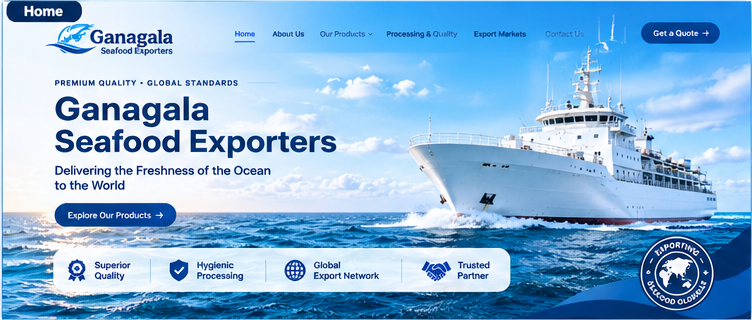 Home
Ganagala
Seafood Exporters
Home About Us Our Products Processing & Quality Export Markets Contact Us Get a Quote →
PREMIUM QUALITY • GLOBAL STANDARDS
Ganagala
Seafood Exporters
Delivering the Freshness of the Ocean
to the World
Explore Our Products →
Superior
Quality
Hygienic
Processing
Global
Export Network
Trusted
Partner